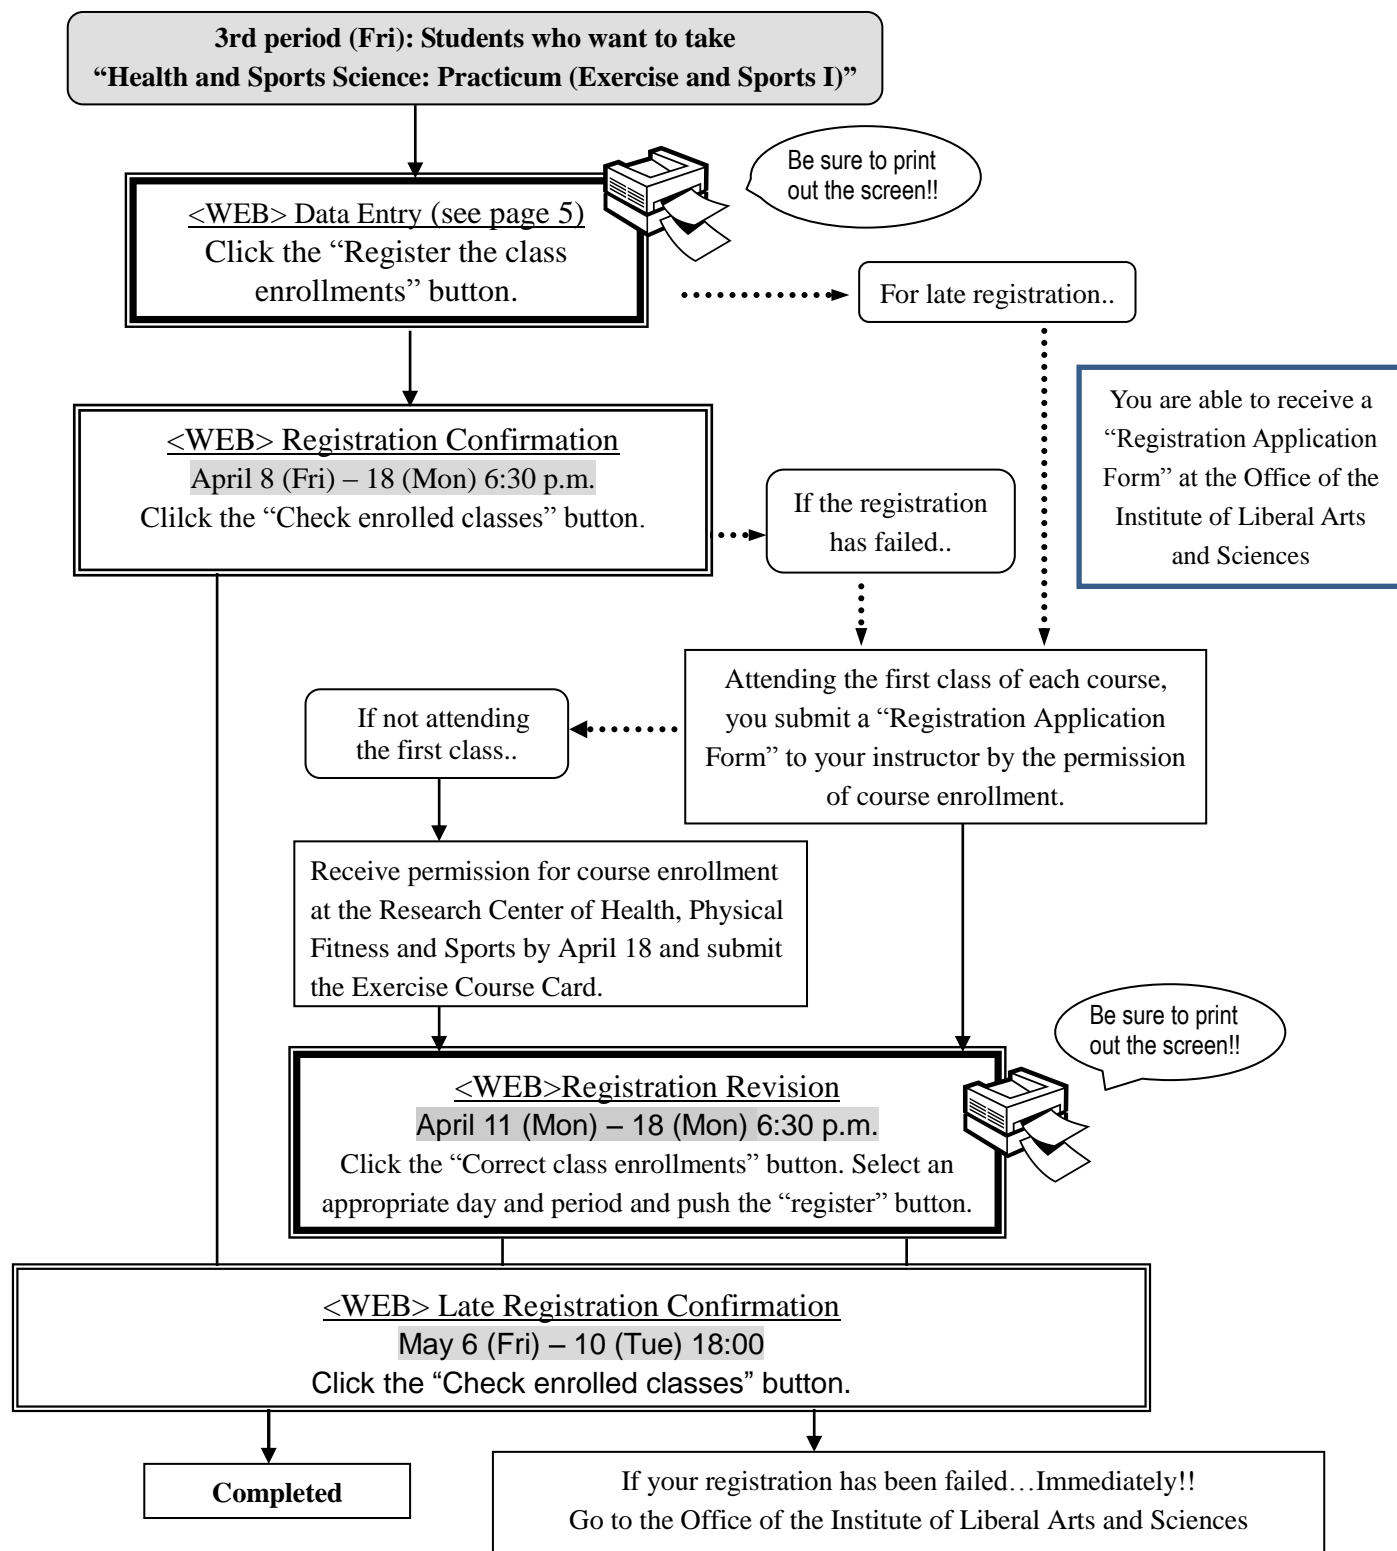 3rd period (Fri): Students who want to take
“Health and Sports Science: Practicum (Exercise and Sports I)”
Be sure to print
out the screen!!
<WEB> Data Entry (see page 5)
Click the “Register the class
enrollments” button.
For late registration..
<WEB> Registration Confirmation
April 8 (Fri) – 18 (Mon) 6:30 p.m.
Clilck the “Check enrolled classes” button.
If the registration
has failed..
You are able to receive a
“Registration Application
Form” at the Office of the
Institute of Liberal Arts
and Sciences
Attending the first class of each course,
you submit a “Registration Application
Form” to your instructor by the permission
of course enrollment.
If not attending
the first class..
Receive permission for course enrollment
at the Research Center of Health, Physical
Fitness and Sports by April 18 and submit
the Exercise Course Card.
Be sure to print
out the screen!!
<WEB>Registration Revision
April 11 (Mon) – 18 (Mon) 6:30 p.m.
Click the “Correct class enrollments” button. Select an
appropriate day and period and push the “register” button.
<WEB> Late Registration Confirmation
May 6 (Fri) – 10 (Tue) 18:00
Click the “Check enrolled classes” button.
Completed
If your registration has been failed…Immediately!!
Go to the Office of the Institute of Liberal Arts and Sciences